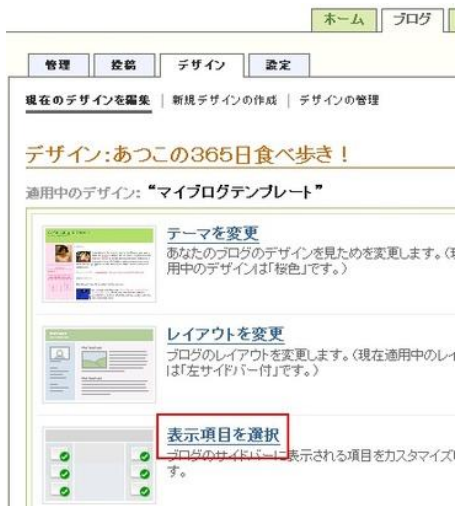 ホーム ブログ
管理 投稿 デザイン 設定
現在のデザインを編集 | 新規デザインの作成 | デザインの管理
デザイン:あつこの365日食べ歩き！
適用中のデザイン: “マイブログテンプレート”
テーマを変更
あなたのブログのデザインを見ためを変更します。(現
用中のデザインは「桜色」です。)
レイアウトを変更
ブログのレイアウトを変更します。(現在適用中のレイ
は「左サイドバー付」です。)
表示項目を選択
ブログのサイドバーに表示される項目をカスタマイズし
す。